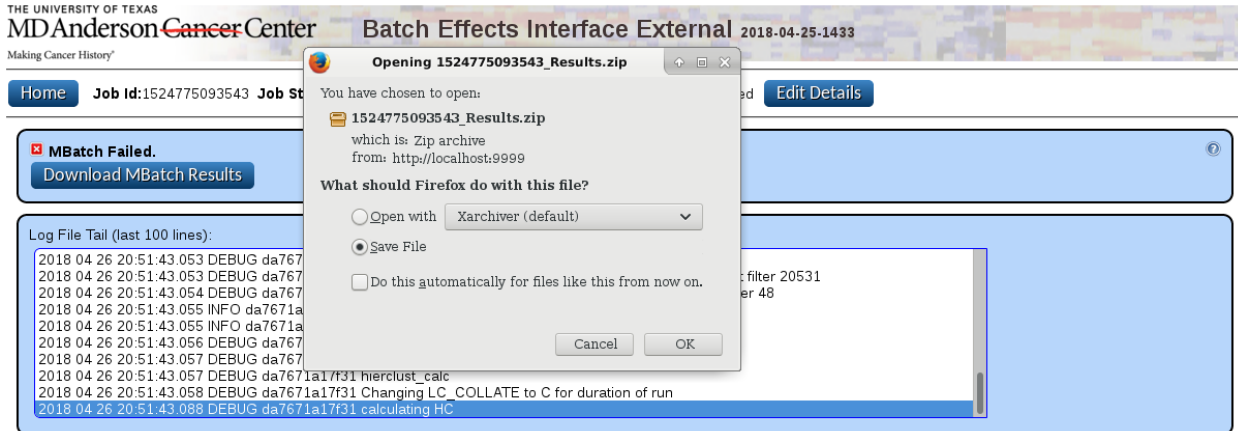 THE UNIVERSITY OF TEXAS
MD Anderson Cancer Center Batch Effects Interface External 2018-04-25-1433
Making Cancer History®
Opening 1524775093543_Results.zip
Home Job Id:1524775093543 Job St
ed Edit Details
You have chosen to open:
1524775093543_Results.zip
which is: Zip archive
from: http://localhost:9999
What should Firefox do with this file?
Open with Xarchiver (default)
Save File
Do this automatically for files like this from now on.
Cancel OK
MBatch Failed.
?
Download MBatch Results
Log File Tail (last 100 lines):
2018 04 26 20:51:43.053 DEBUG da767
2018 04 26 20:51:43.053 DEBUG da767 t filter 20531
2018 04 26 20:51:43.054 DEBUG da767 er 48
2018 04 26 20:51:43.055 INFO da7671a
2018 04 26 20:51:43.055 INFO da7671a
2018 04 26 20:51:43.056 DEBUG da767
2018 04 26 20:51:43.057 DEBUG da767
2018 04 26 20:51:43.057 DEBUG da7671a17f31 hierclust_calc
2018 04 26 20:51:43.058 DEBUG da7671a17f31 Changing LC_COLLATE to C for duration of run
2018 04 26 20:51:43.088 DEBUG da7671a17f31 calculating HC